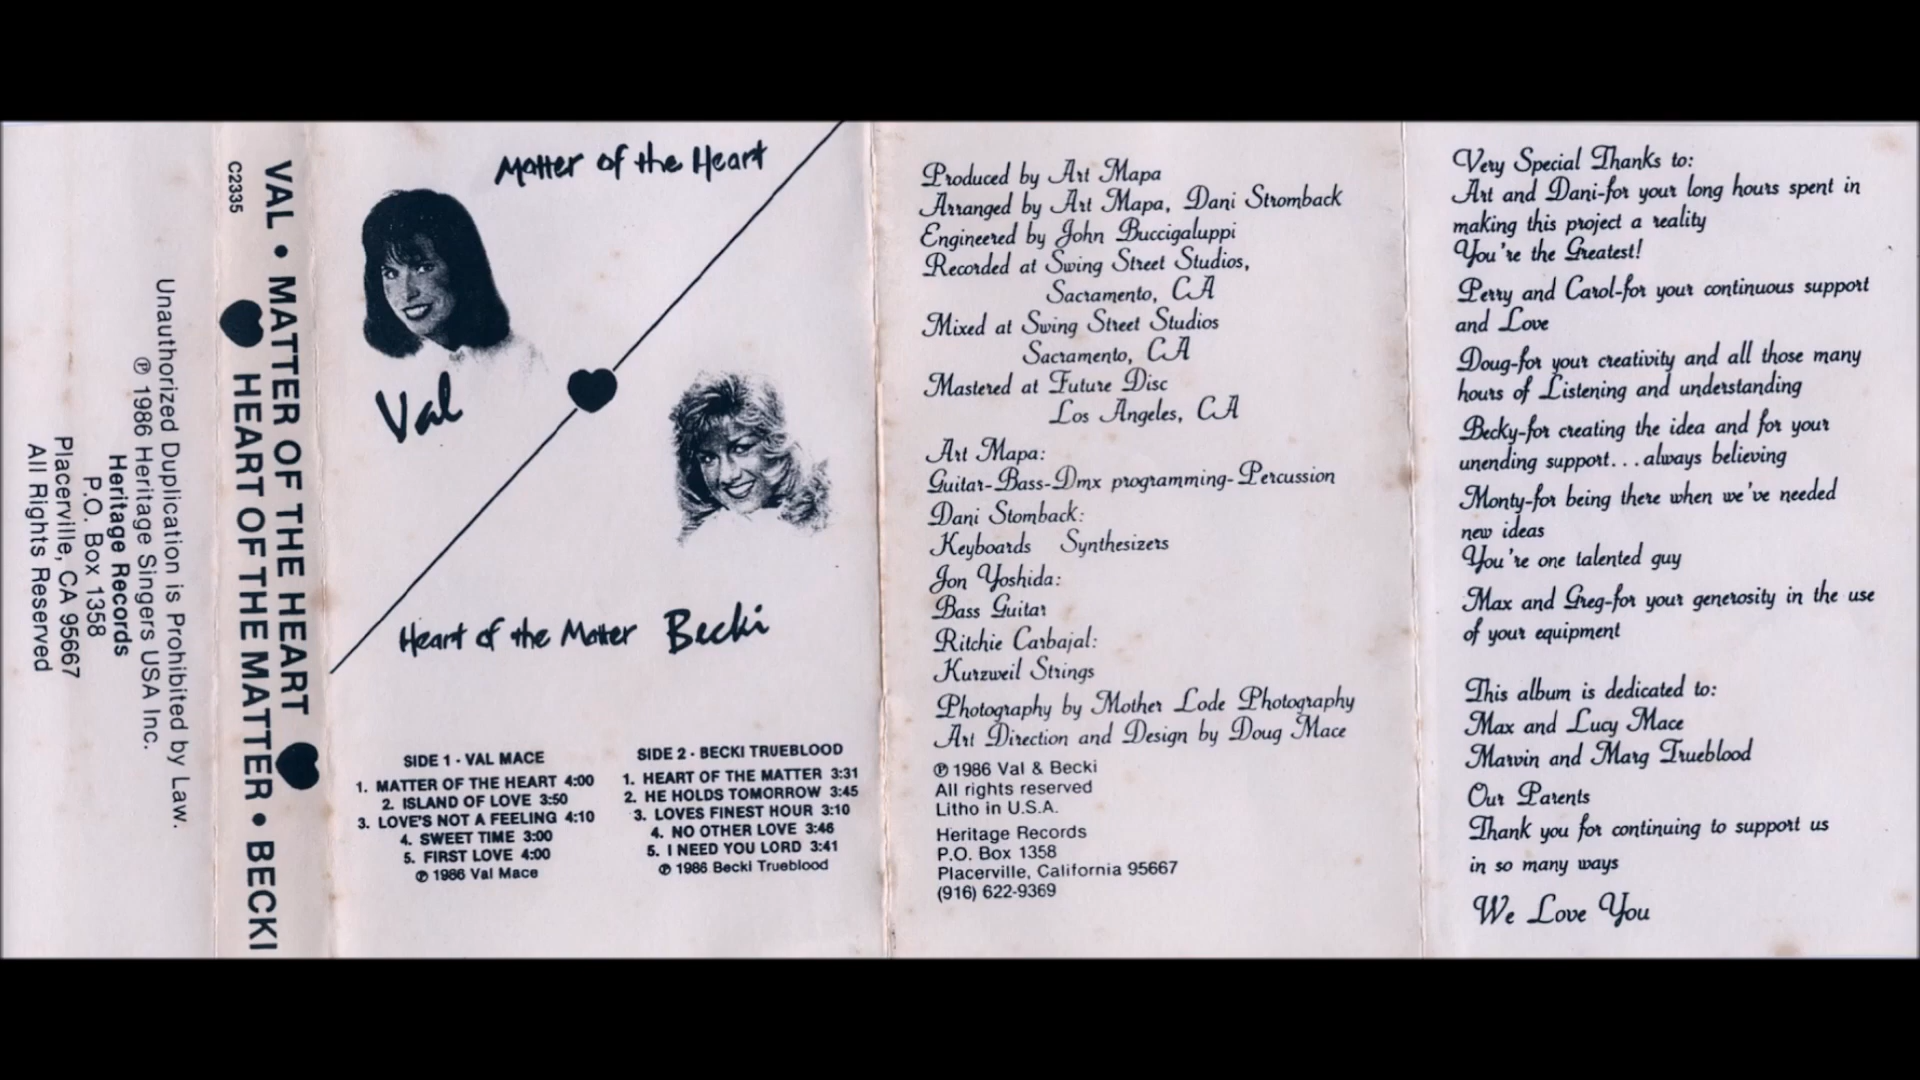 Unauthorized Duplication is Prohibited by Law.
℗ 1986 Heritage Singers USA Inc.
Heritage Records
P.O. Box 1358
Placerville, CA 95667
All Rights Reserved
VAL • MATTER OF THE HEART ♥
♥ HEART OF THE MATTER • BECKI
C2335
Matter of the Heart
Val
Heart of the Matter Becki
SIDE 1 - VAL MACE
1. MATTER OF THE HEART 4:00
2. ISLAND OF LOVE 3:50
3. LOVE'S NOT A FEELING 4:10
4. SWEET TIME 3:00
5. FIRST LOVE 4:00
℗ 1986 Val Mace
SIDE 2 - BECKI TRUEBLOOD
1. HEART OF THE MATTER 3:31
2. HE HOLDS TOMORROW 3:45
3. LOVES FINEST HOUR 3:10
4. NO OTHER LOVE 3:46
5. I NEED YOU LORD 3:41
℗ 1986 Becki Trueblood
Produced by Art Mapa
Arranged by Art Mapa, Dani Stromback
Engineered by John Buccigaluppi
Recorded at Swing Street Studios,
Sacramento, CA
Mixed at Swing Street Studios
Sacramento, CA
Mastered at Future Disc
Los Angeles, CA
Art Mapa:
Guitar-Bass-Dmx programming-Percussion
Dani Stomback:
Keyboards Synthesizers
Jon Yoshida:
Bass Guitar
Ritchie Carbajal:
Kurzweil Strings
Photography by Mother Lode Photography
Art Direction and Design by Doug Mace
℗ 1986 Val & Becki
All rights reserved
Litho in U.S.A.
Heritage Records
P.O. Box 1358
Placerville, California 95667
(916) 622-9369
Very Special Thanks to:
Art and Dani-for your long hours spent in
making this project a reality
You're the Greatest!
Perry and Carol-for your continuous support
and Love
Doug-for your creativity and all those many
hours of Listening and understanding
Becky-for creating the idea and for your
unending support...always believing
Monty-for being there when we've needed
new ideas
You're one talented guy
Max and Greg-for your generosity in the use
of your equipment
This album is dedicated to:
Max and Lucy Mace
Marvin and Marg Trueblood
Our Parents
Thank you for continuing to support us
in so many ways
We Love You